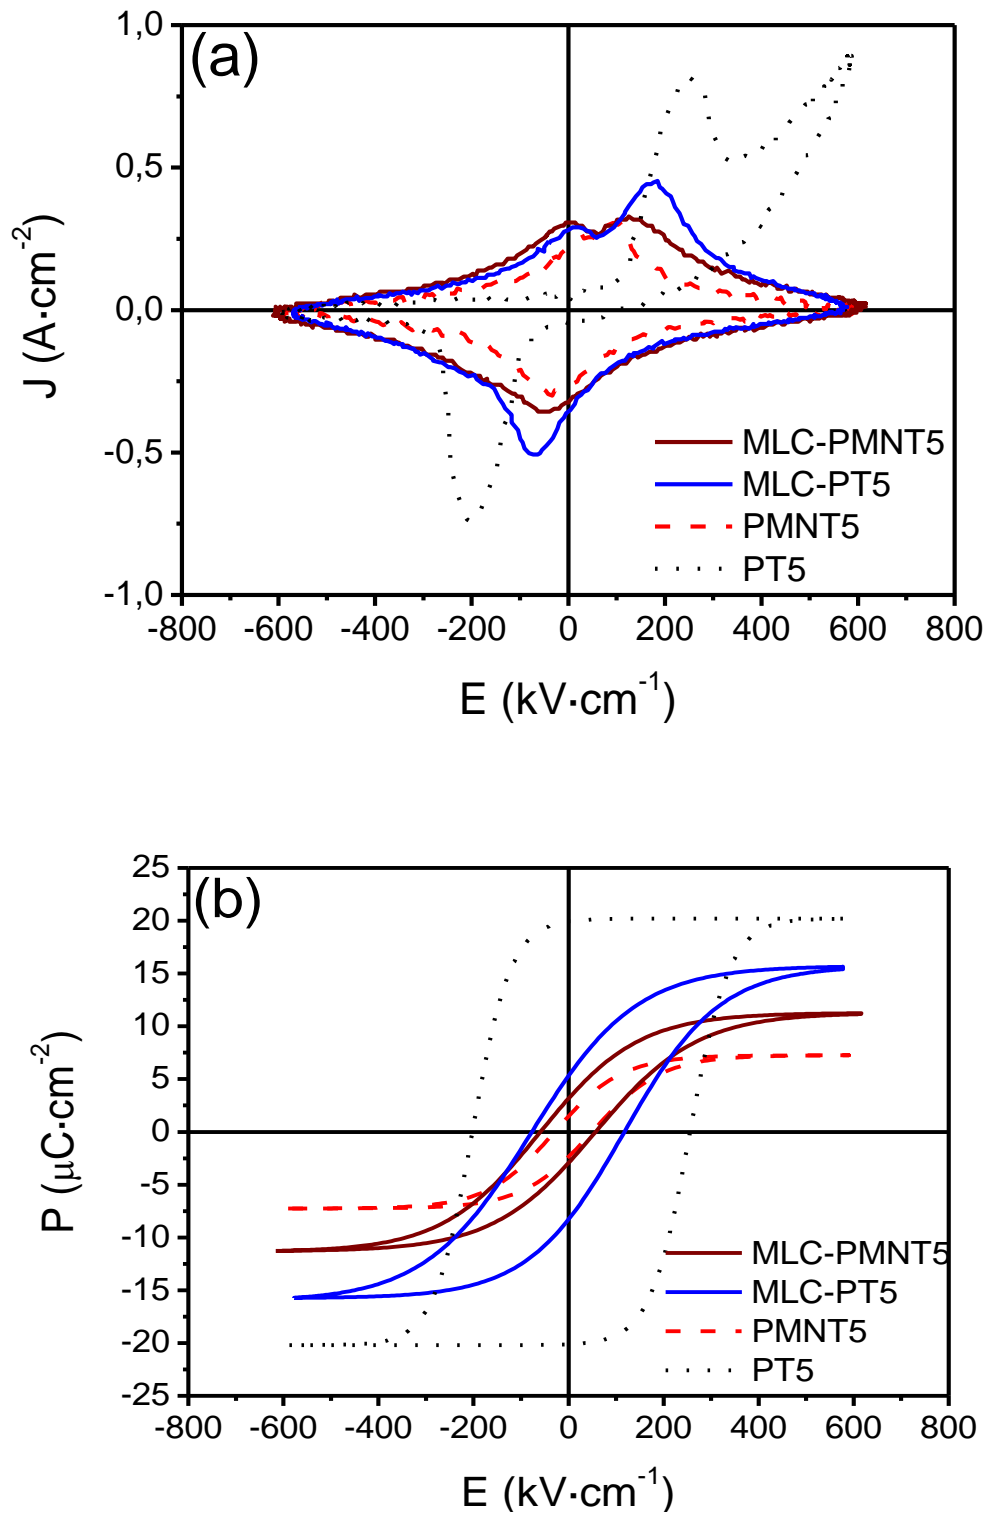 (a)
1,0
0,5
0,0
-0,5
-1,0
J (A·cm⁻²)
MLC-PMNT5
MLC-PT5
PMNT5
PT5
-800 -600 -400 -200 0 200 400 600 800
E (kV·cm⁻¹)
(b)
25
20
15
10
5
0
-5
-10
-15
-20
-25
P (μC·cm⁻²)
MLC-PMNT5
MLC-PT5
PMNT5
PT5
-800 -600 -400 -200 0 200 400 600 800
E (kV·cm⁻¹)